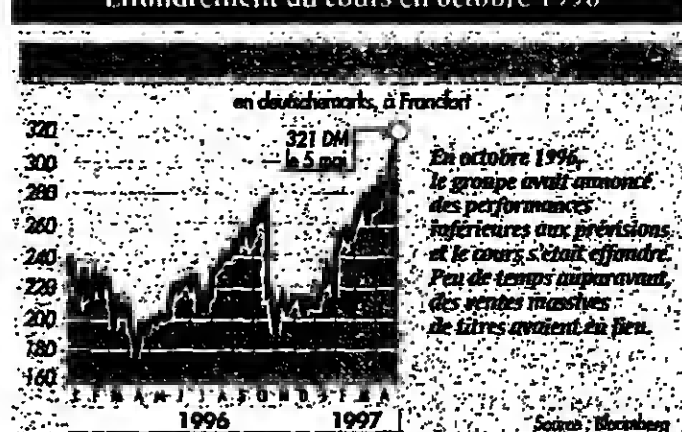 Effondrement du cours en octobre 1996
en deutschemarks, à Francfort
320
300
280
260
240
220
200
180
160
321 DM
le 5 mai
En octobre 1996,
le groupe avait annoncé
des performances
inférieures aux prévisions
et le cours s'était effondré.
Peu de temps auparavant,
des ventes massives
de titres avaient eu lieu.
J F M A M J J A S O N D J F M A
1996 1997
Source : Bloomberg